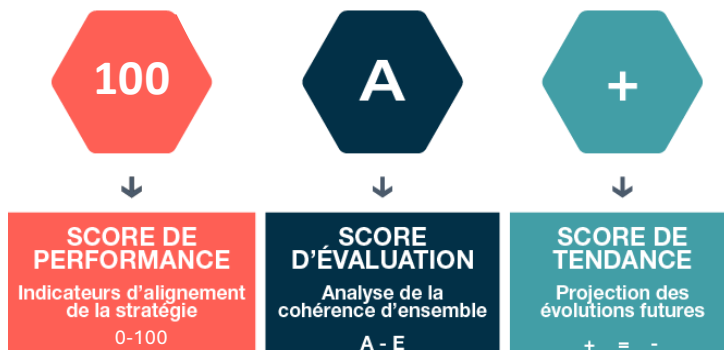 100
A
+
SCORE DE
PERFORMANCE
Indicateurs d'alignement
de la stratégie
0-100
SCORE
D'ÉVALUATION
Analyse de la
cohérence d'ensemble
A - E
SCORE DE
TENDANCE
Projection des
évolutions futures
+ = -